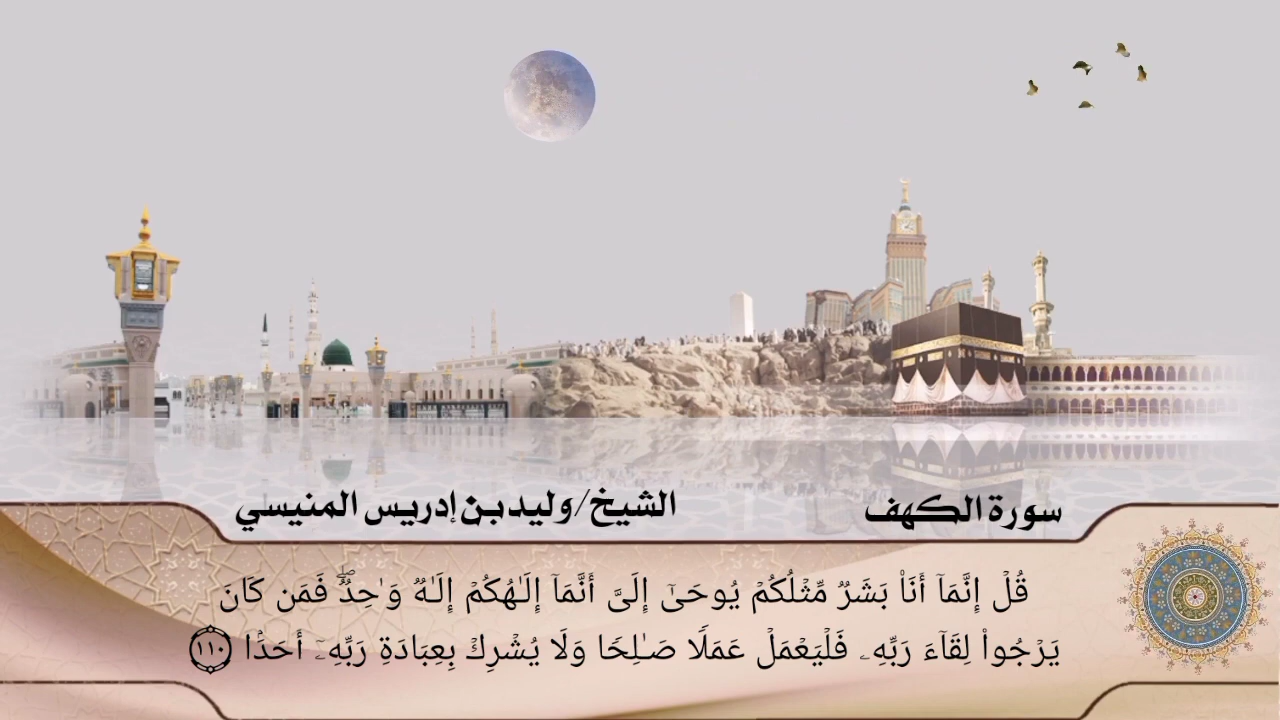 سورة الكهف
الشيخ/وليد بن إدريس المنيسي
قُلۡ إِنَّمَآ أَنَا۠ بَشَرٞ مِّثۡلُكُمۡ يُوحَىٰٓ إِلَيَّ أَنَّمَآ إِلَٰهُكُمۡ إِلَٰهٞ وَٰحِدٞۖ فَمَن كَانَ
يَرۡجُواْ لِقَآءَ رَبِّهِۦ فَلۡيَعۡمَلۡ عَمَلٗا صَٰلِحٗا وَلَا يُشۡرِكۡ بِعِبَادَةِ رَبِّهِۦٓ أَحَدَۢا ١١٠